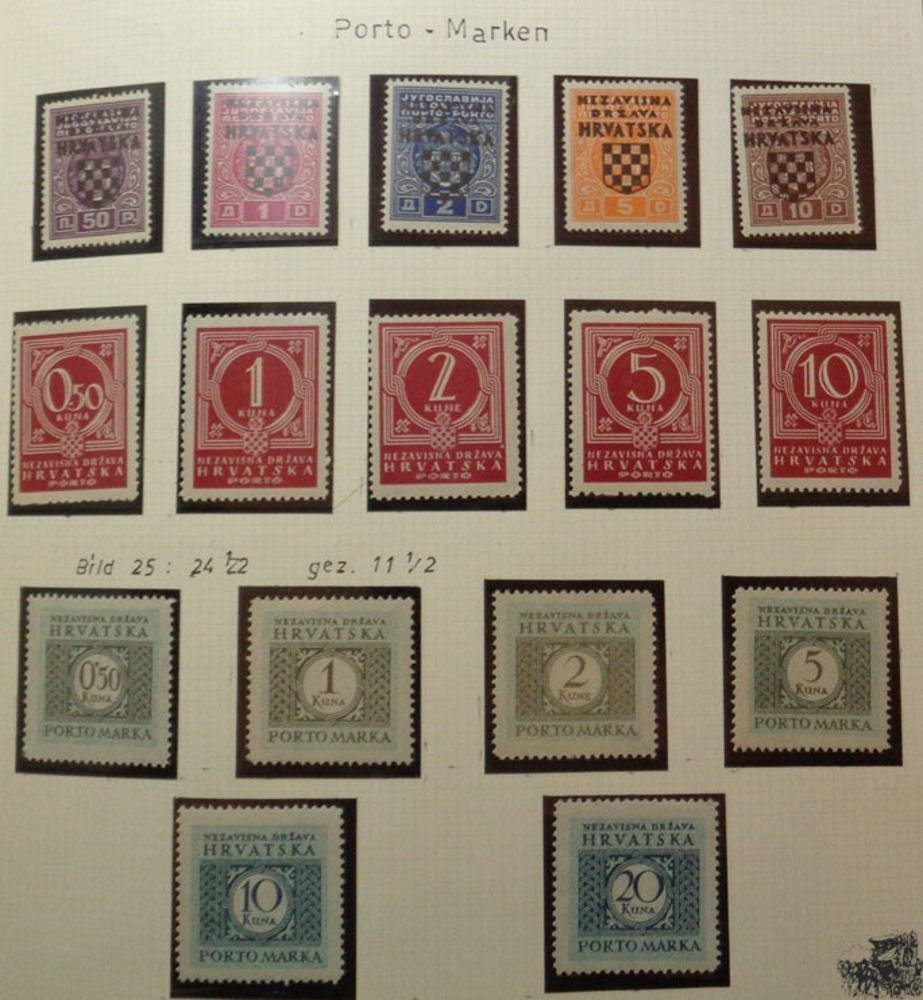 Porto - Marken
НЕZAVISNA
JУГОСЛАВИЈА
HRVATSKA
П. 50 P.
NEZAVISNA
DRŽAVA
HRVATSKA
Д 1 D
ЈУГОСЛАВИЈА
HRVATSKA
Д 2 D
NEZAVISNA
DRŽAVA
HRVATSKA
Д 5 D
HRVATSKA
Д 10 D
0,50
KUNA
NEZAVISNA DRŽAVA
HRVATSKA
PORTO
1
KUNA
NEZAVISNA DRŽAVA
HRVATSKA
PORTO
2
KUNE
NEZAVISNA DRŽAVA
HRVATSKA
PORTO
5
KUNA
NEZAVISNA DRŽAVA
HRVATSKA
PORTO
10
KUNA
NEZAVISNA DRŽAVA
HRVATSKA
PORTO
Bild 25 : 24 1/2 gez. 11 1/2
NEZAVISNA DRŽAVA
HRVATSKA
0'50
KUNA
PORTO MARKA
NEZAVISNA DRŽAVA
HRVATSKA
1
KUNA
PORTO MARKA
NEZAVISNA DRŽAVA
HRVATSKA
2
KUNE
PORTO MARKA
NEZAVISNA DRŽAVA
HRVATSKA
5
KUNA
PORTO MARKA
NEZAVISNA DRŽAVA
HRVATSKA
10
KUNA
PORTO MARKA
NEZAVISNA DRŽAVA
HRVATSKA
20
KUNA
PORTO MARKA